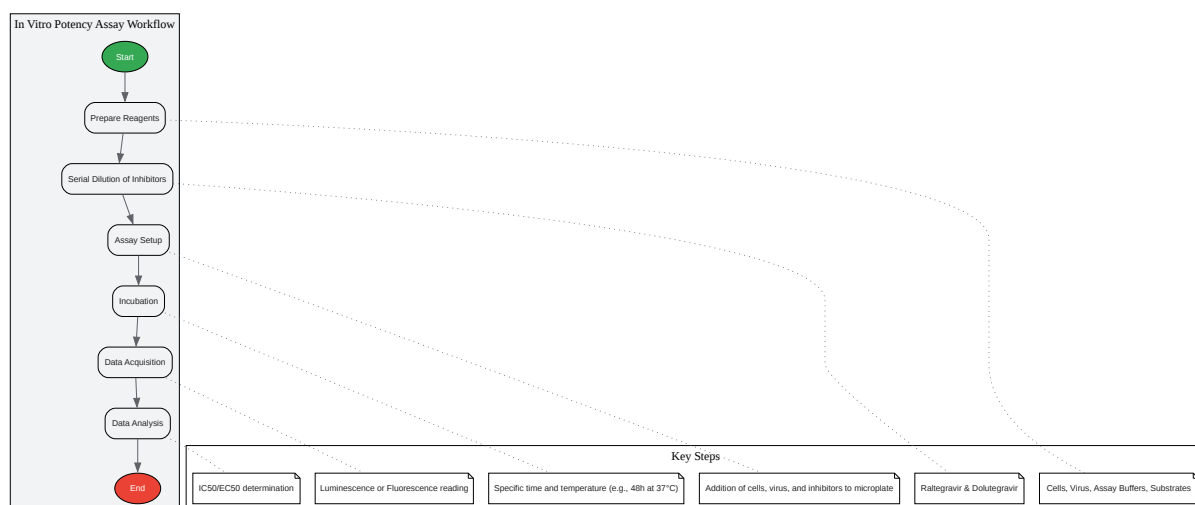 In Vitro Potency Assay Workflow
Start
Prepare Reagents
Serial Dilution of Inhibitors
Assay Setup
Incubation
Data Acquisition
Data Analysis
End
Key Steps
IC50/EC50 determination
Luminescence or Fluorescence reading
Specific time and temperature (e.g., 48h at 37°C)
Addition of cells, virus, and inhibitors to microplate
Raltegravir & Dolutegravir
Cells, Virus, Assay Buffers, Substrates